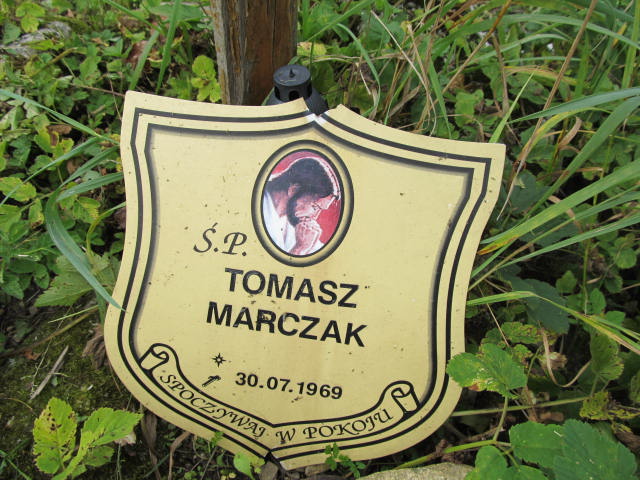 Ś.P.
TOMASZ
MARCZAK
30.07.1969
SPOCZYWAJ W POKOJU